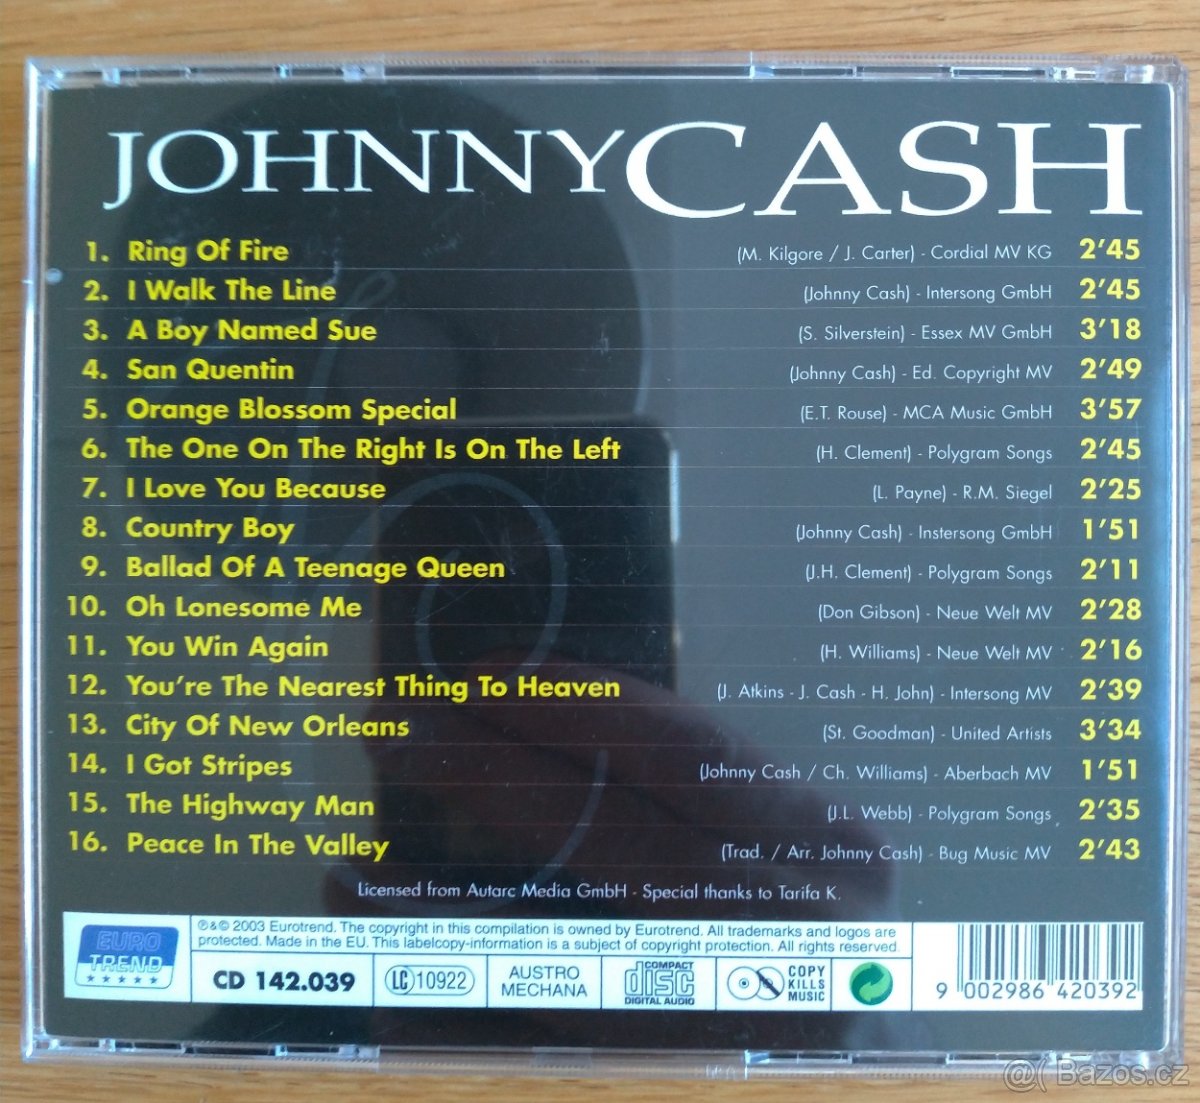 JOHNNY CASH
1. Ring Of Fire (M. Kilgore / J. Carter) - Cordial MV KG 2'45
2. I Walk The Line (Johnny Cash) - Intersong GmbH 2'45
3. A Boy Named Sue (S. Silverstein) - Essex MV GmbH 3'18
4. San Quentin (Johnny Cash) - Ed. Copyright MV 2'49
5. Orange Blossom Special (E.T. Rouse) - MCA Music GmbH 3'57
6. The One On The Right Is On The Left (H. Clement) - Polygram Songs 2'45
7. I Love You Because (L. Payne) - R.M. Siegel 2'25
8. Country Boy (Johnny Cash) - Instersong GmbH 1'51
9. Ballad Of A Teenage Queen (J.H. Clement) - Polygram Songs 2'11
10. Oh Lonesome Me (Don Gibson) - Neue Welt MV 2'28
11. You Win Again (H. Williams) - Neue Welt MV 2'16
12. You're The Nearest Thing To Heaven (J. Atkins - J. Cash - H. John) - Intersong MV 2'39
13. City Of New Orleans (St. Goodman) - United Artists 3'34
14. I Got Stripes (Johnny Cash / Ch. Williams) - Aberbach MV 1'51
15. The Highway Man (J.L. Webb) - Polygram Songs 2'35
16. Peace In The Valley (Trad. / Arr. Johnny Cash) - Bug Music MV 2'43
Licensed from Autarc Media GmbH - Special thanks to Tarifa K.
EURO
TREND
℗&© 2003 Eurotrend. The copyright in this compilation is owned by Eurotrend. All trademarks and logos are
protected. Made in the EU. This labelcopy-information is a subject of copyright protection. All rights reserved.
CD 142.039
LC 10922
AUSTRO
MECHANA
COMPACT
disc
DIGITAL AUDIO
COPY
KILLS
MUSIC
9 002986 420392
@( Bazos.cz